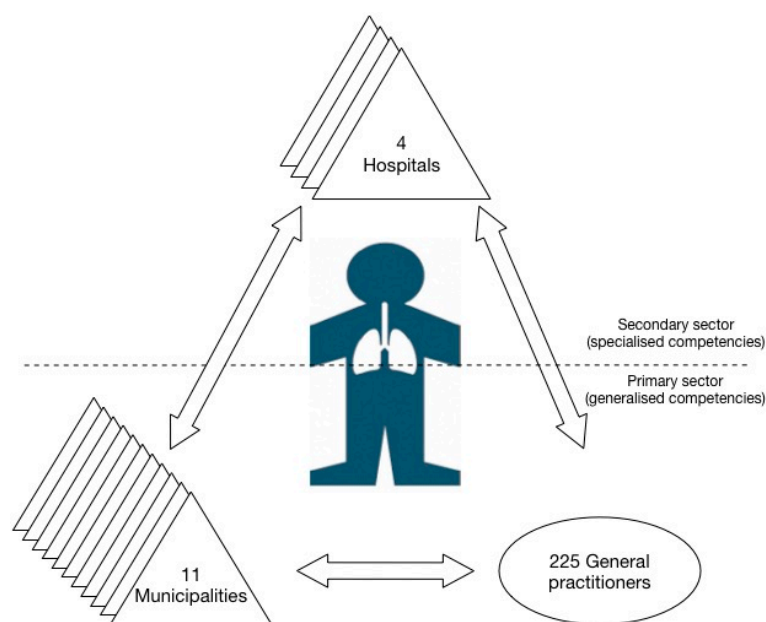 4
Hospitals
Secondary sector
(specialised competencies)
Primary sector
(generalised competencies)
11
Municipalities
225 General
practitioners